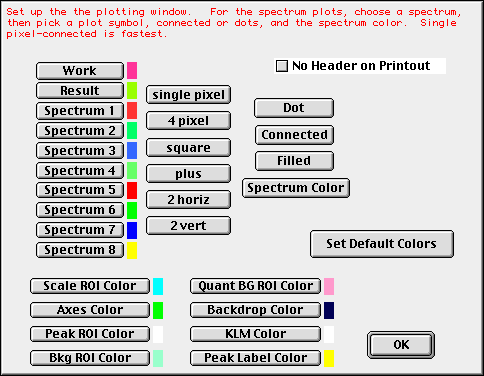 Set up the the plotting window.  For the spectrum plots, choose a spectrum,
then pick a plot symbol, connected or dots, and the spectrum color.  Single
pixel-connected is fastest.
No Header on Printout
Work
Result
Spectrum 1
Spectrum 2
Spectrum 3
Spectrum 4
Spectrum 5
Spectrum 6
Spectrum 7
Spectrum 8
single pixel
4 pixel
square
plus
2 horiz
2 vert
Dot
Connected
Filled
Spectrum Color
Set Default Colors
Scale ROI Color
Axes Color
Peak ROI Color
Bkg ROI Color
Quant BG ROI Color
Backdrop Color
KLM Color
Peak Label Color
OK